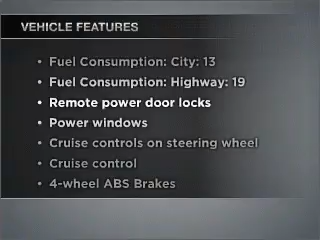 VEHICLE FEATURES
• Fuel Consumption: City: 13
• Fuel Consumption: Highway: 19
• Remote power door locks
• Power windows
• Cruise controls on steering wheel
• Cruise control
• 4-wheel ABS Brakes